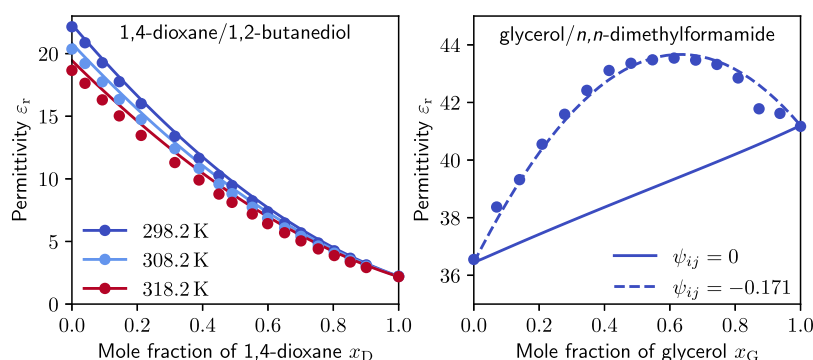 1,4-dioxane/1,2-butanediol
Permittivity εr
20
15
10
5
0
298.2 K
308.2 K
318.2 K
0.0 0.2 0.4 0.6 0.8 1.0
Mole fraction of 1,4-dioxane xD
glycerol/n,n-dimethylformamide
Permittivity εr
44
42
40
38
36
ψij = 0
ψij = −0.171
0.0 0.2 0.4 0.6 0.8 1.0
Mole fraction of glycerol xG